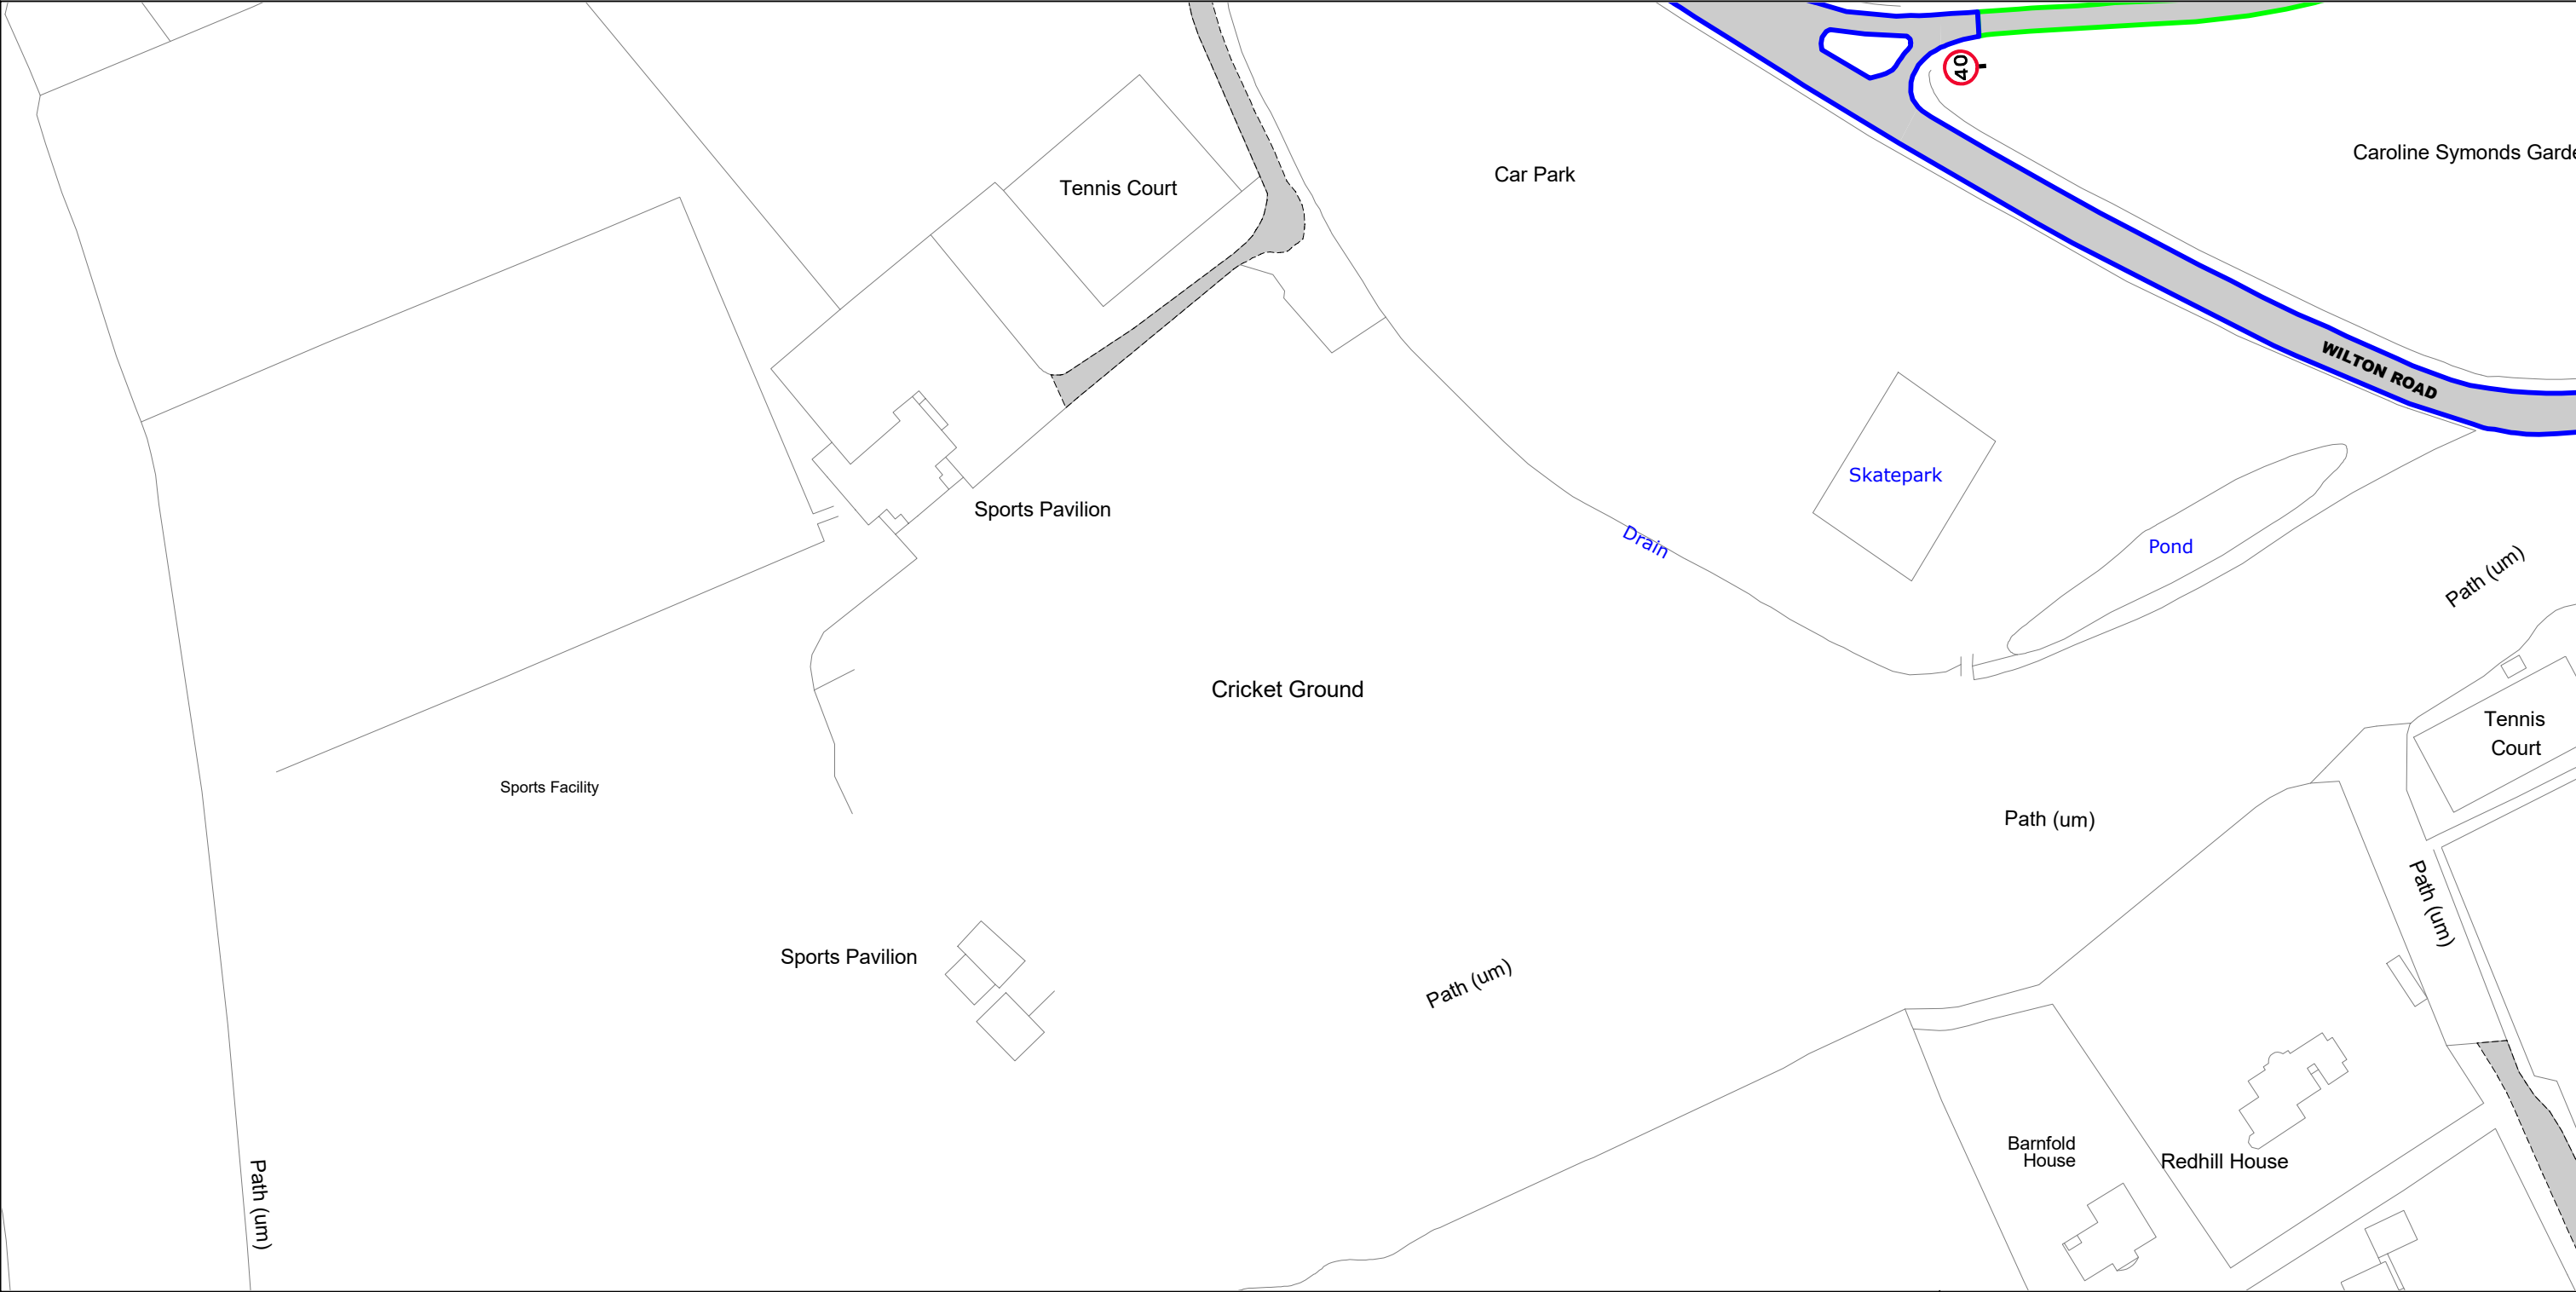 40
Caroline Symonds Garde
Car Park
Tennis Court
WILTON ROAD
Skatepark
Sports Pavilion
Drain
Pond
Path (um)
Cricket Ground
Tennis
Court
Sports Facility
Path (um)
Path (um)
Sports Pavilion
Path (um)
Barnfold
House
Redhill House
Path (um)